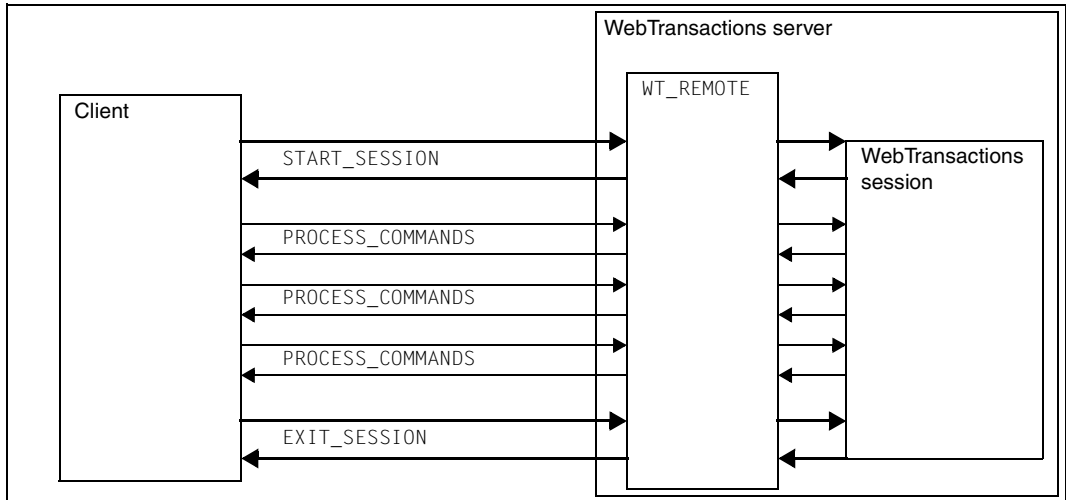 WebTransactions server
WT_REMOTE
Client
START_SESSION
WebTransactions
session
PROCESS_COMMANDS
PROCESS_COMMANDS
PROCESS_COMMANDS
EXIT_SESSION